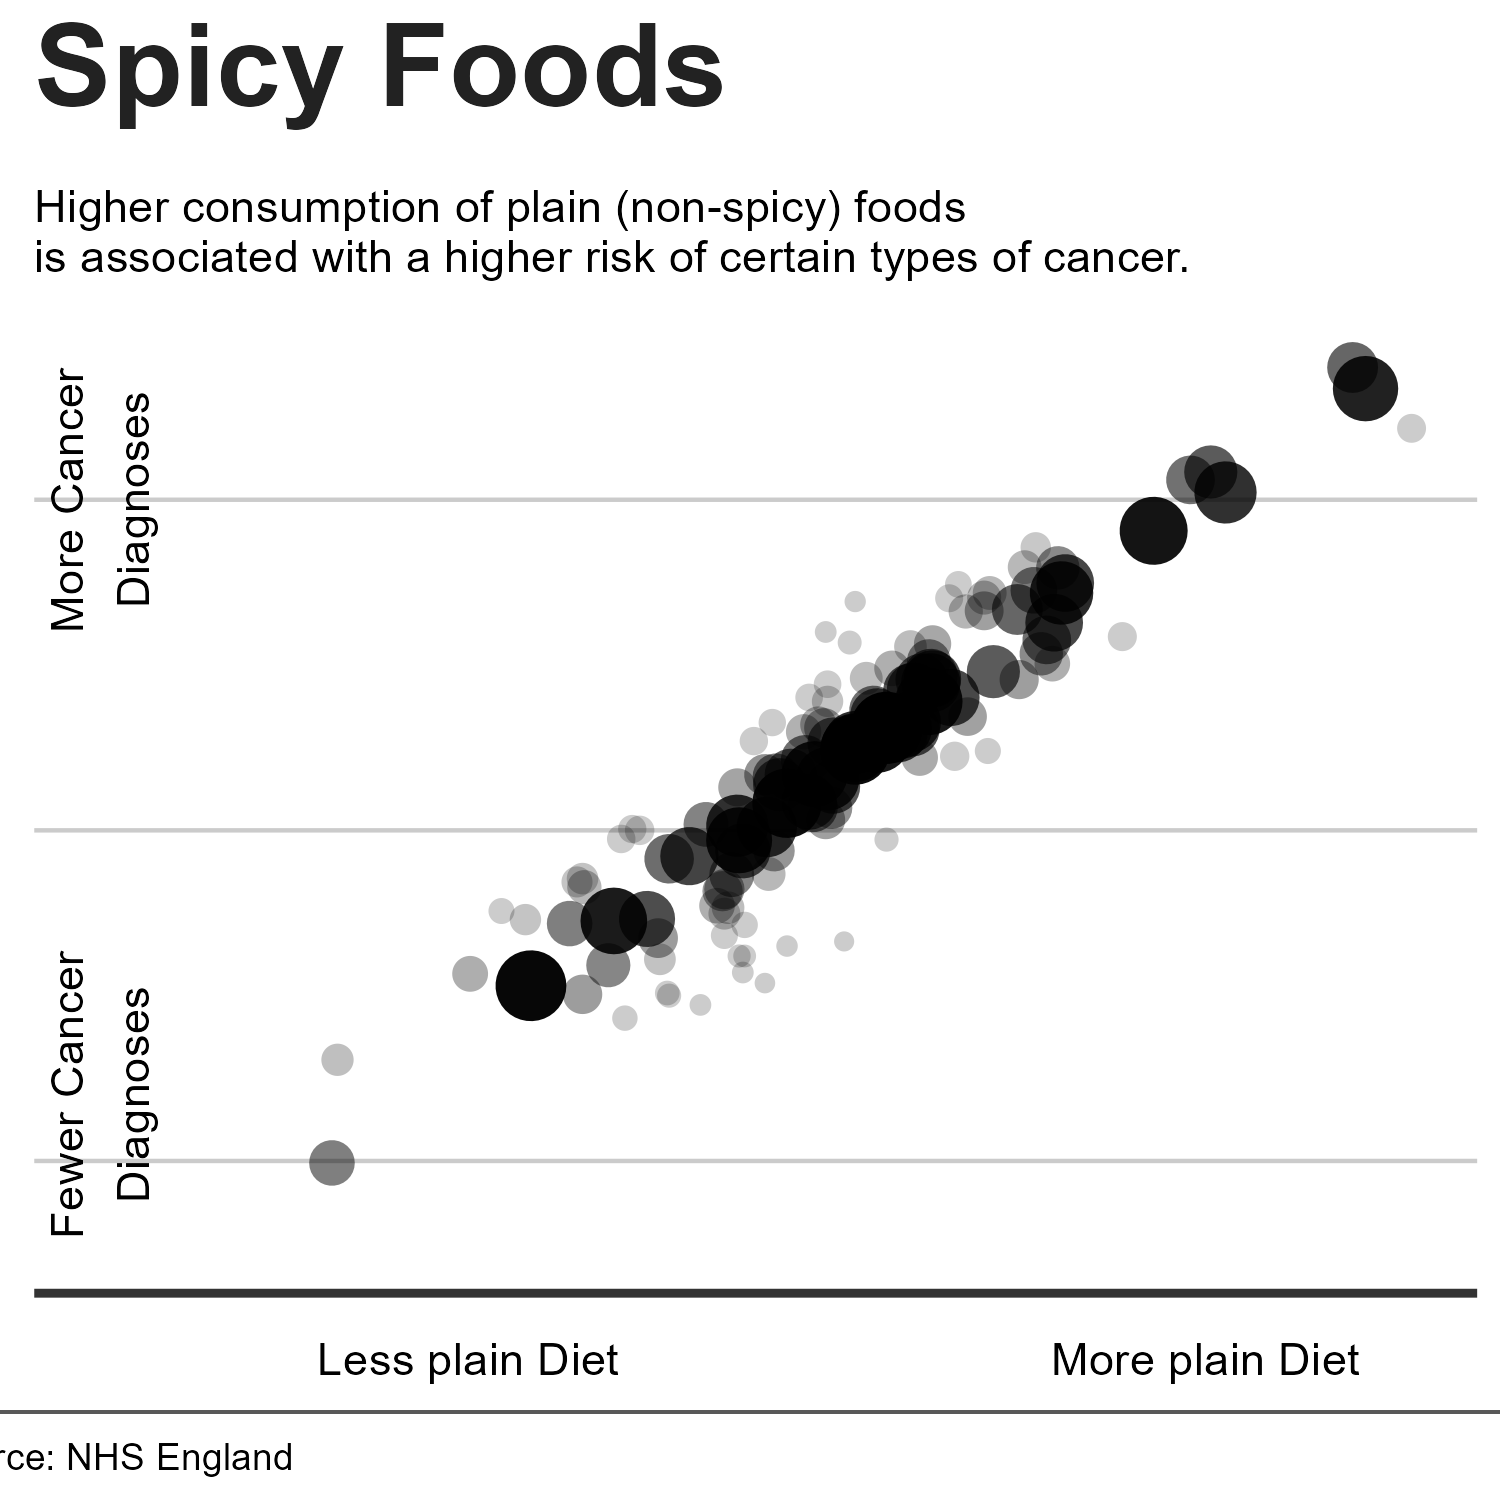 Spicy Foods
Higher consumption of plain (non-spicy) foods
is associated with a higher risk of certain types of cancer.
More Cancer
Diagnoses
Fewer Cancer
Diagnoses
Less plain Diet
More plain Diet
rce: NHS England